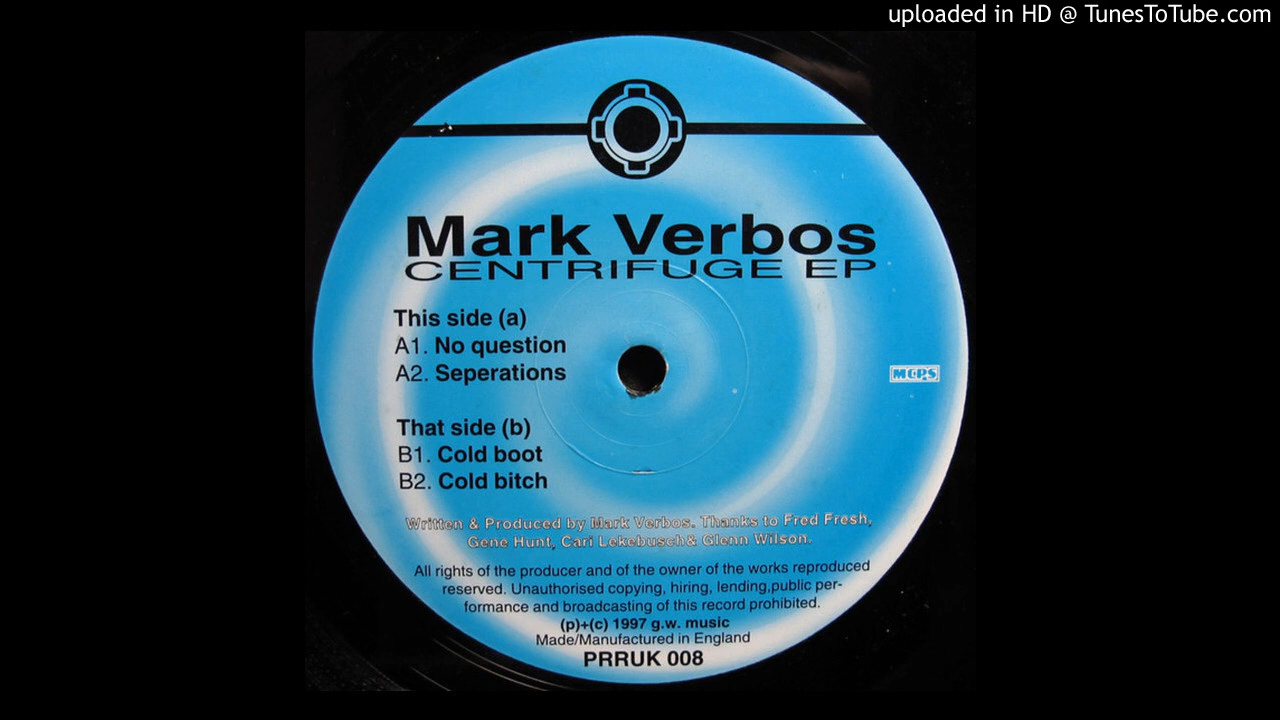 uploaded in HD @ TunesToTube.com
Mark Verbos
CENTRIFUGE EP
This side (a)
A1. No question
A2. Seperations
MCPS
That side (b)
B1. Cold boot
B2. Cold bitch
Written & Produced by Mark Verbos. Thanks to Fred Fresh,
Gene Hunt, Cari Lekebusch& Glenn Wilson.
All rights of the producer and of the owner of the works reproduced
reserved. Unauthorised copying, hiring, lending,public per-
formance and broadcasting of this record prohibited.
(p)+(c) 1997 g.w. music
Made/Manufactured in England
PRRUK 008